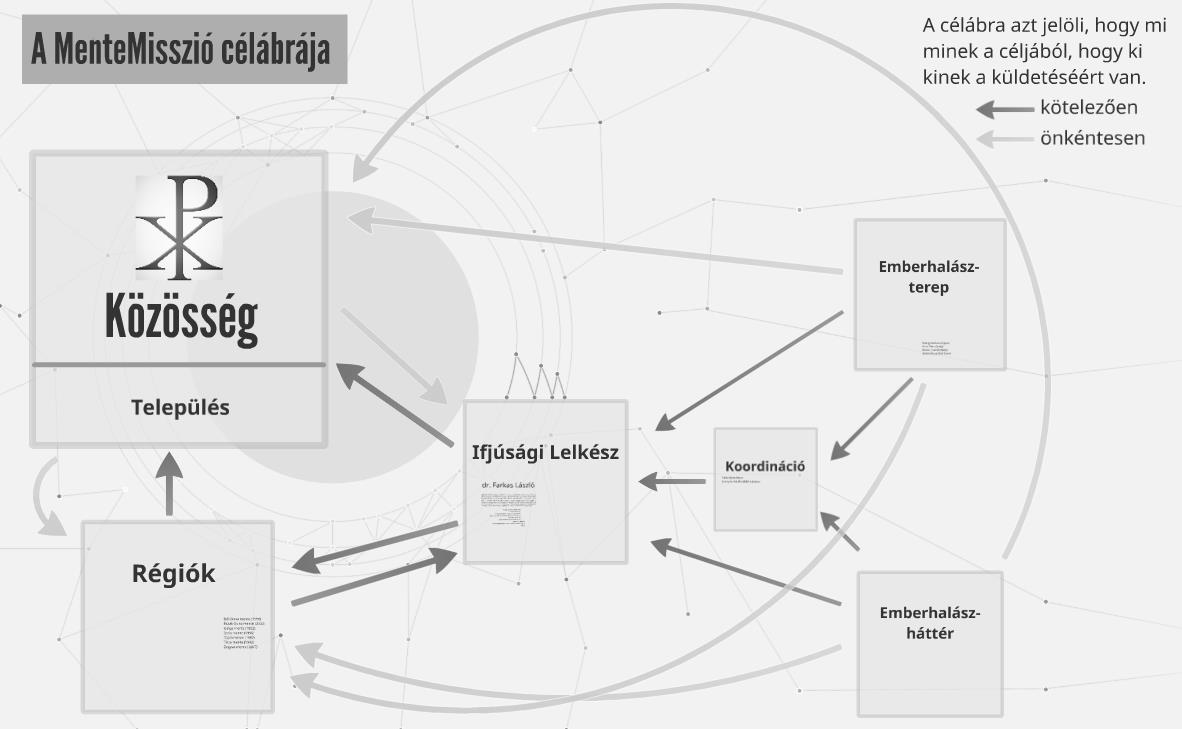 A MenteMisszió célábrája
A célábra azt jelöli, hogy mi
minek a céljából, hogy ki
kinek a küldetéséért van.
kötelezően
önkéntesen
Közösség
Település
Emberhalász-
terep
Ifjúsági Lelkész
dr. Farkas László
Koordináció
Régiók
Emberhalász-
háttér